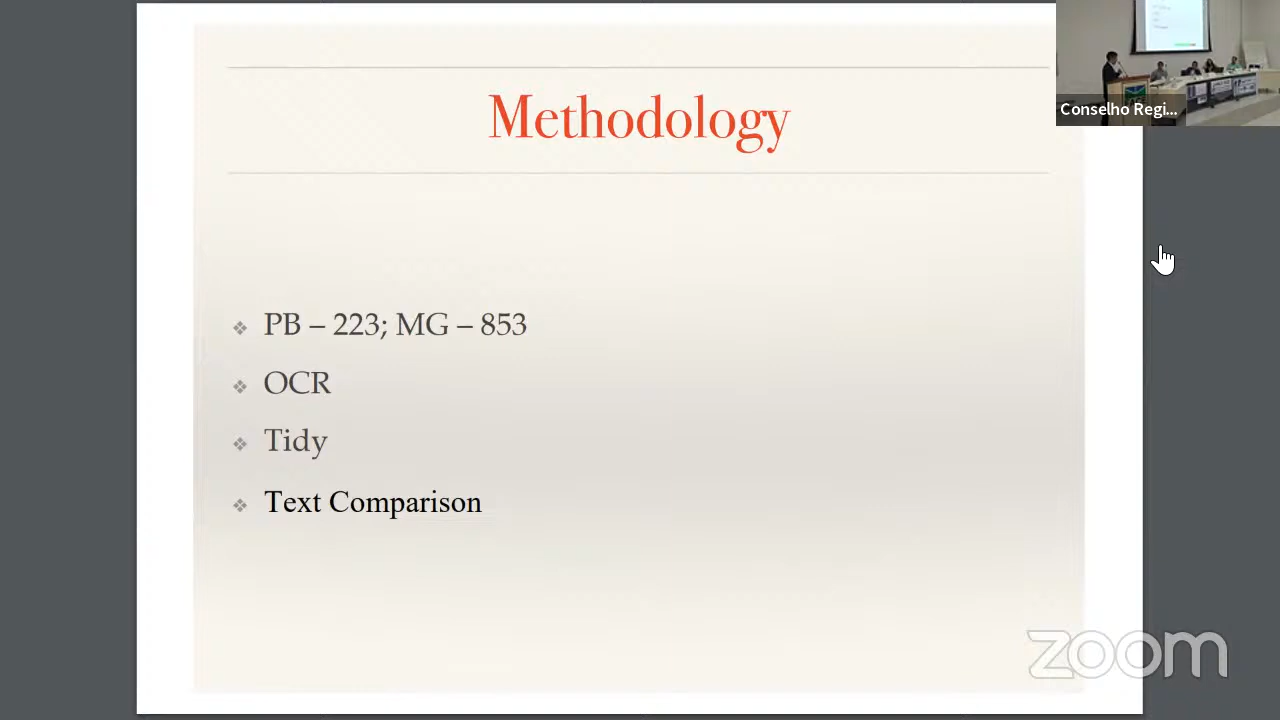 Methodology
Conselho Regi...
PB – 223; MG – 853
OCR
Tidy
Text Comparison
zoom